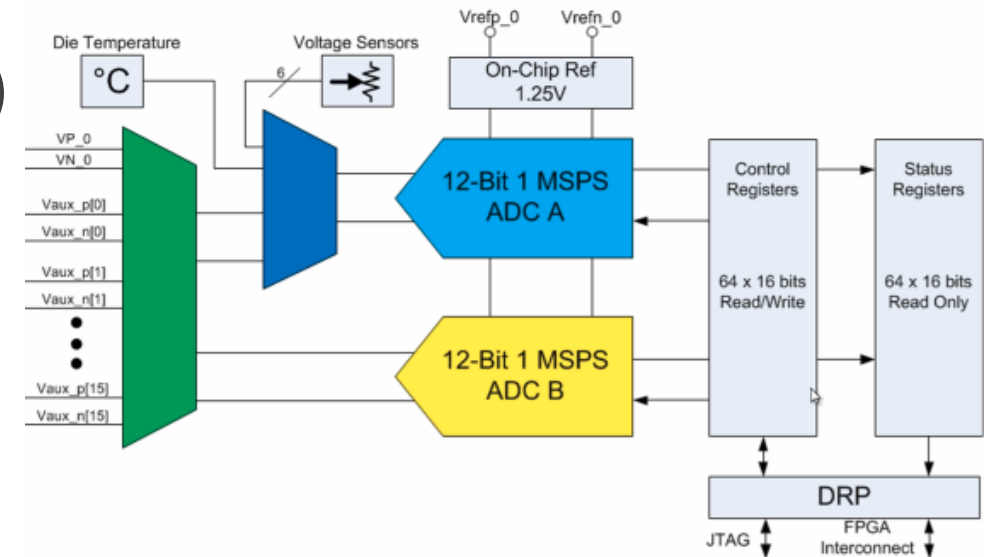 Vrefp_0
Vrefn_0
Die Temperature
Voltage Sensors
°C
6
On-Chip Ref
1.25V
VP_0
VN_0
Vaux_p[0]
Vaux_n[0]
Vaux_p[1]
Vaux_n[1]
Vaux_p[15]
Vaux_n[15]
12-Bit 1 MSPS
ADC A
12-Bit 1 MSPS
ADC B
Control
Registers
64 x 16 bits
Read/Write
Status
Registers
64 x 16 bits
Read Only
DRP
JTAG
FPGA
Interconnect